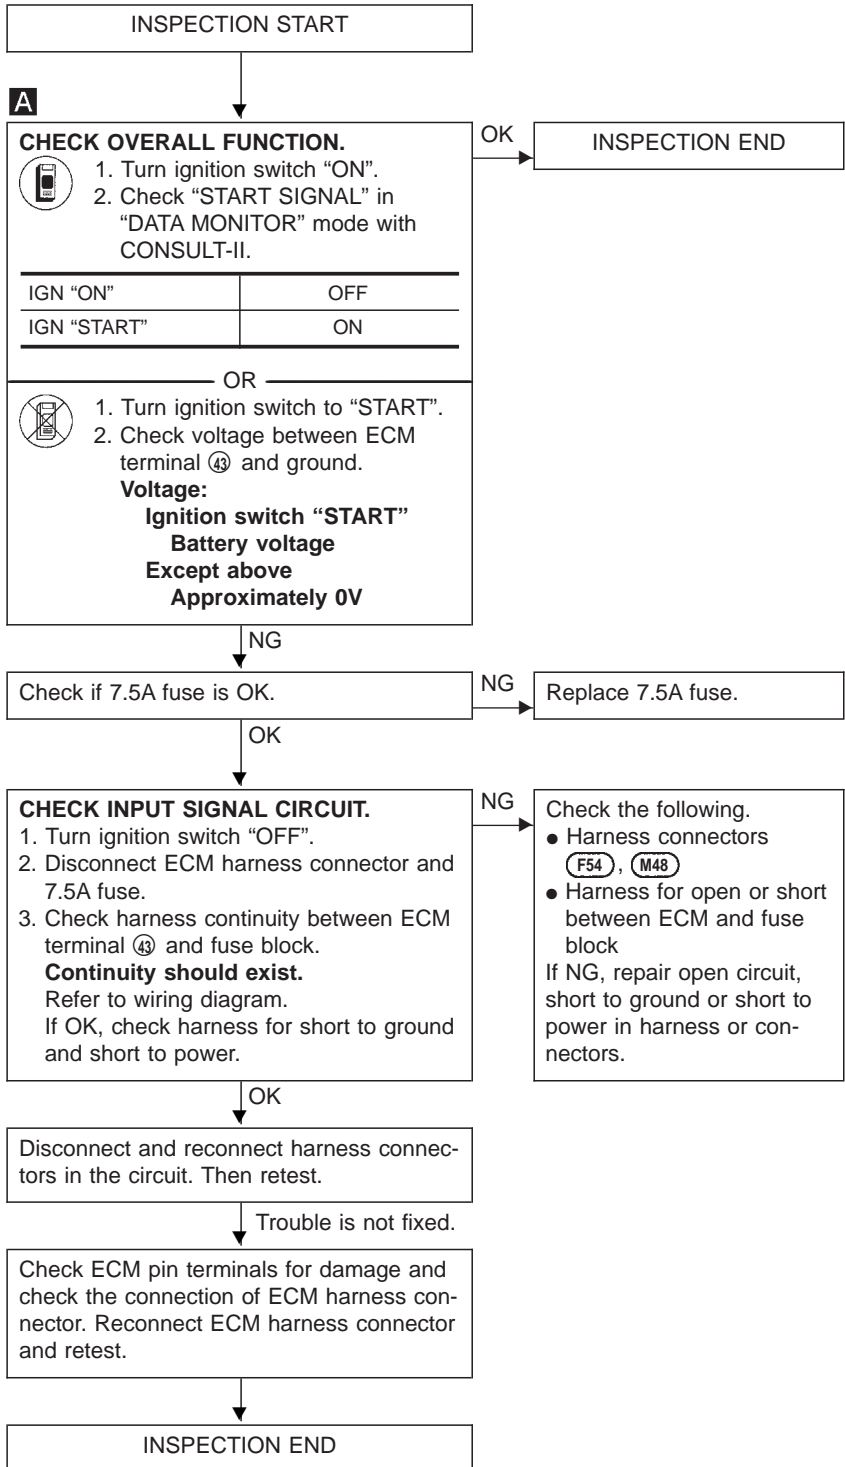 INSPECTION START
A
CHECK OVERALL FUNCTION.
1. Turn ignition switch “ON”.
2. Check “START SIGNAL” in
“DATA MONITOR” mode with
CONSULT-II.
IGN “ON” OFF
IGN “START” ON
OK
INSPECTION END
OR
1. Turn ignition switch to “START”.
2. Check voltage between ECM
terminal ㊸ and ground.
Voltage:
Ignition switch “START”
Battery voltage
Except above
Approximately 0V
NG
Check if 7.5A fuse is OK.
NG
Replace 7.5A fuse.
OK
CHECK INPUT SIGNAL CIRCUIT.
1. Turn ignition switch “OFF”.
2. Disconnect ECM harness connector and
7.5A fuse.
3. Check harness continuity between ECM
terminal ㊸ and fuse block.
Continuity should exist.
Refer to wiring diagram.
If OK, check harness for short to ground
and short to power.
NG
Check the following.
● Harness connectors
F54, M48
● Harness for open or short
between ECM and fuse
block
If NG, repair open circuit,
short to ground or short to
power in harness or con-
nectors.
OK
Disconnect and reconnect harness connec-
tors in the circuit. Then retest.
Trouble is not fixed.
Check ECM pin terminals for damage and
check the connection of ECM harness con-
nector. Reconnect ECM harness connector
and retest.
INSPECTION END